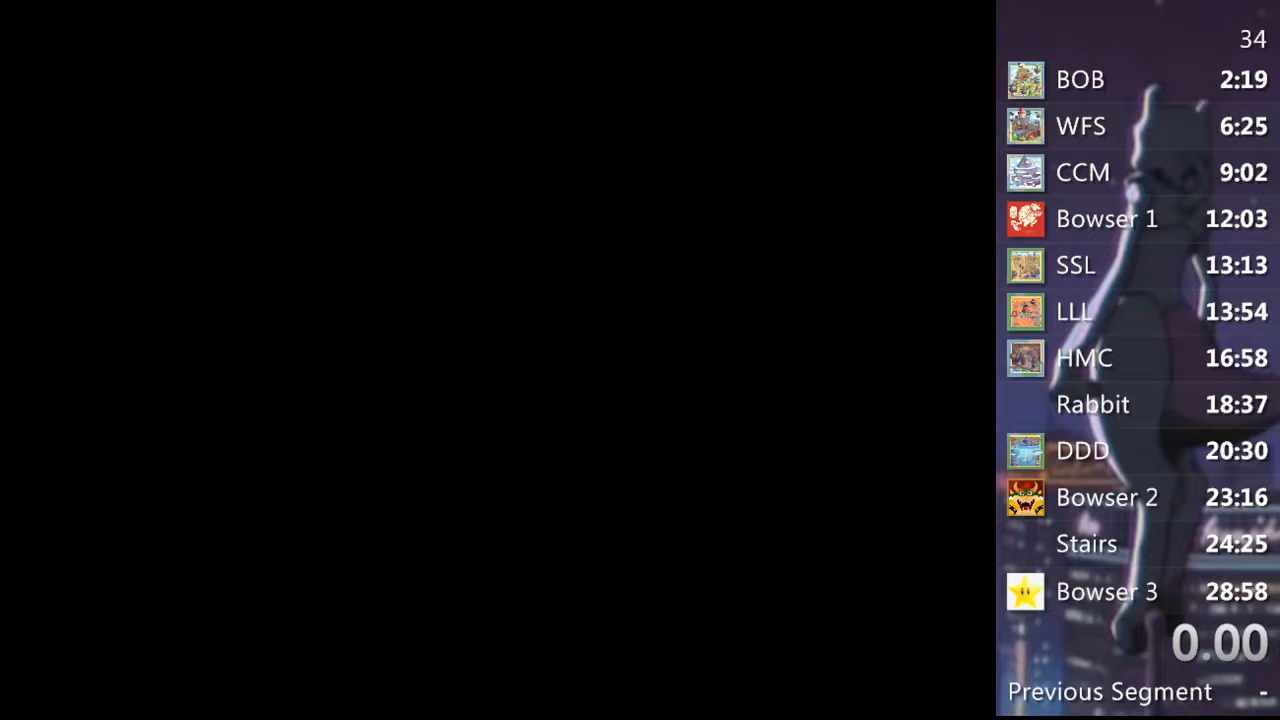 34
BOB 2:19
WFS 6:25
CCM 9:02
Bowser 1 12:03
SSL 13:13
LLL 13:54
HMC 16:58
Rabbit 18:37
DDD 20:30
Bowser 2 23:16
Stairs 24:25
Bowser 3 28:58
0.00
Previous Segment -